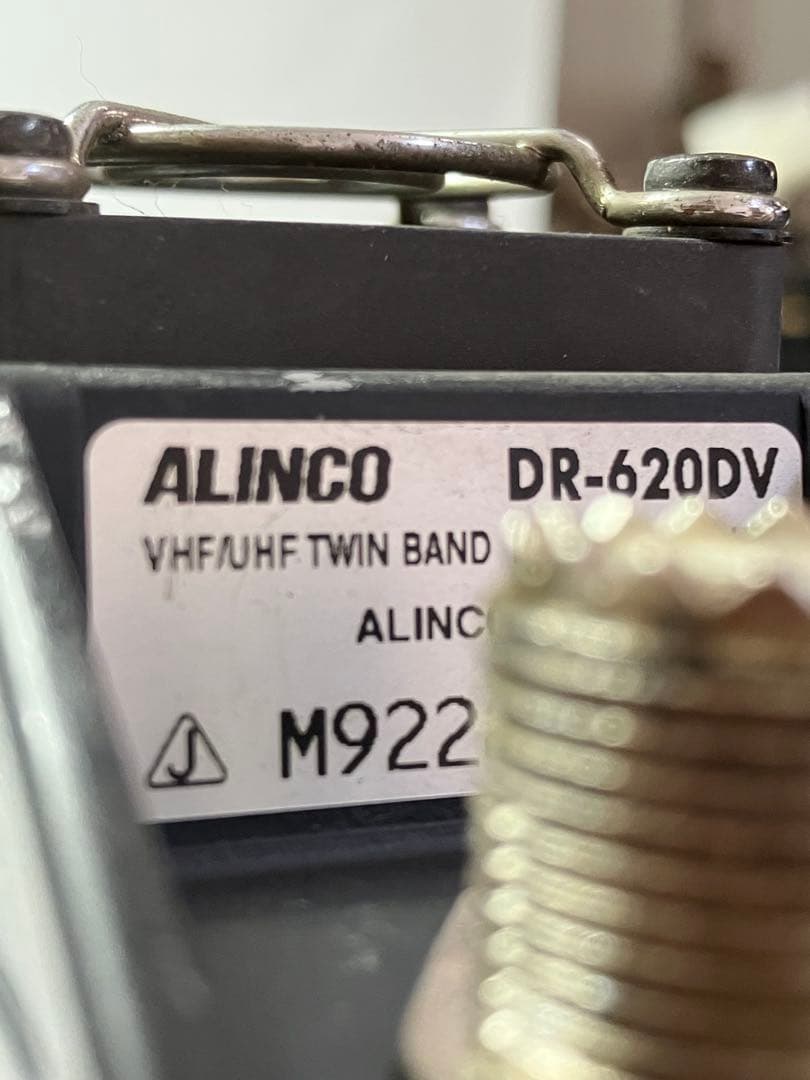 ALINCO DR-620DV
VHF/UHF TWIN BAND
ALINC
M922